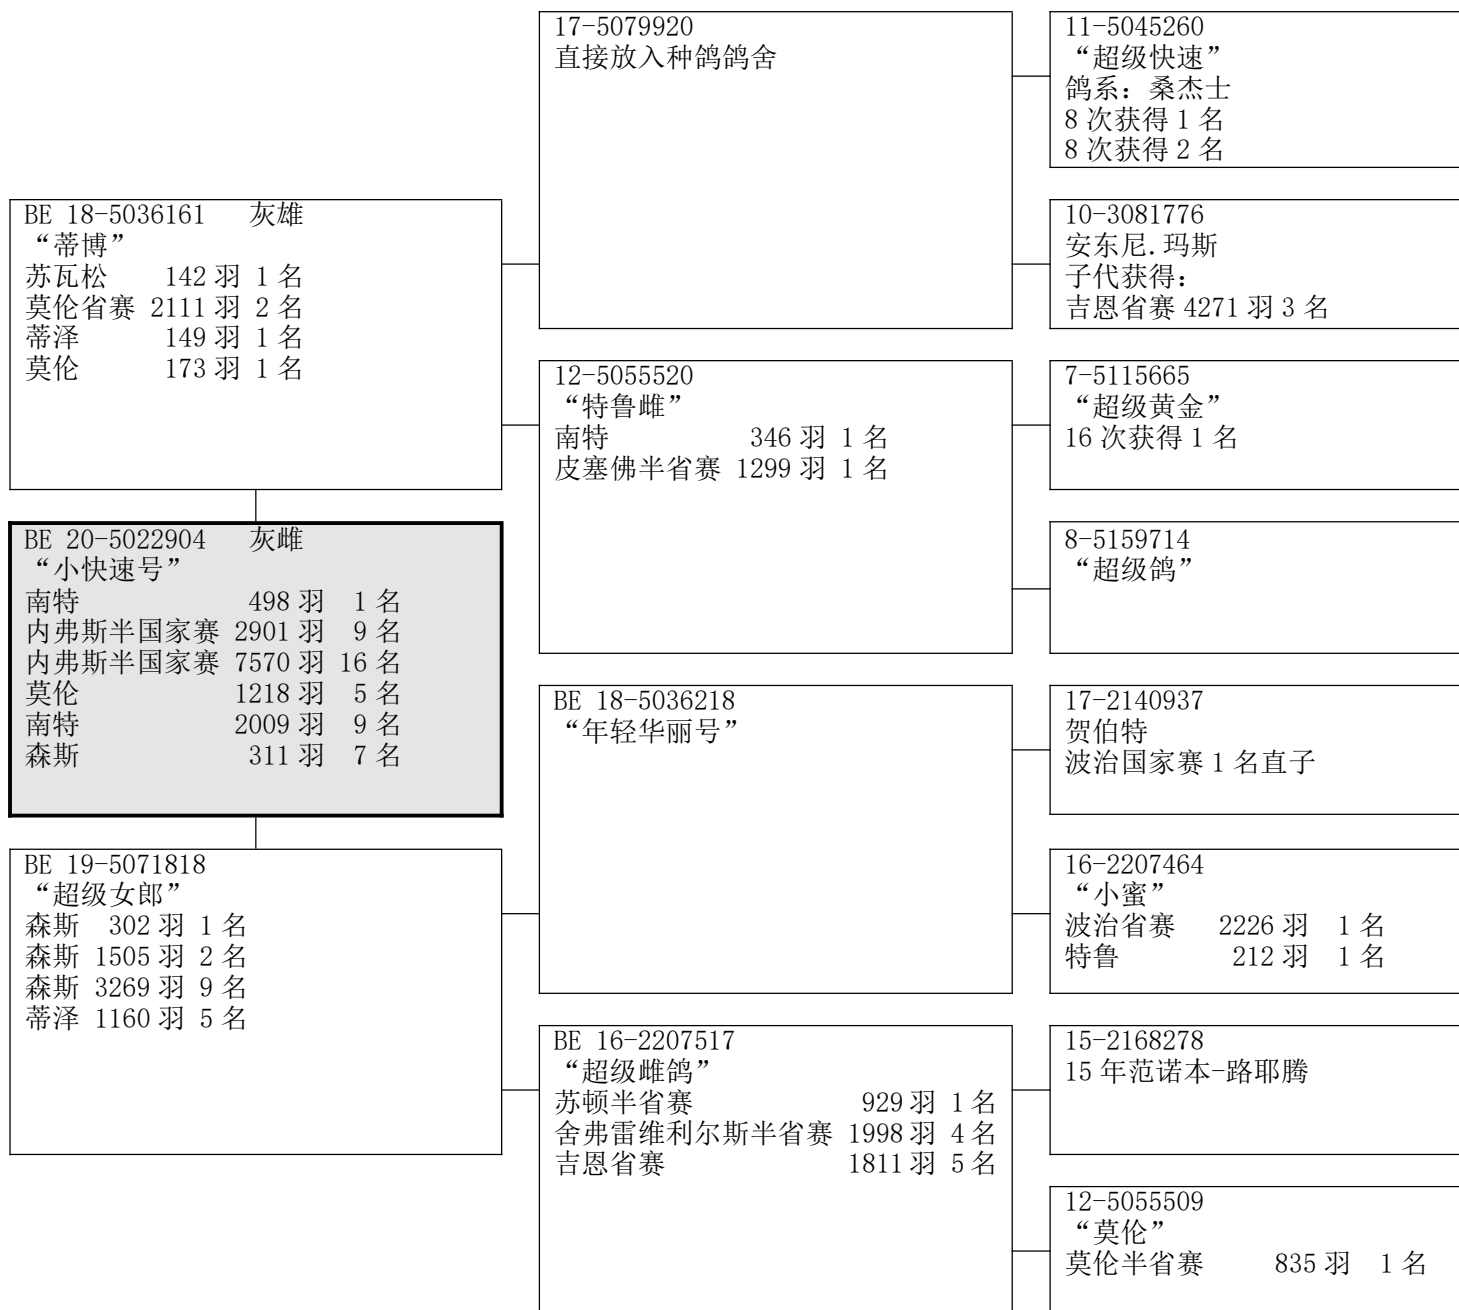 BE 18-5036161 灰雄
“蒂博”
苏瓦松 142 羽 1 名
莫伦省赛 2111 羽 2 名
蒂泽 149 羽 1 名
莫伦 173 羽 1 名
BE 20-5022904 灰雌
“小快速号”
南特 498 羽 1 名
内弗斯半国家赛 2901 羽 9 名
内弗斯半国家赛 7570 羽 16 名
莫伦 1218 羽 5 名
南特 2009 羽 9 名
森斯 311 羽 7 名
BE 19-5071818
“超级女郎”
森斯 302 羽 1 名
森斯 1505 羽 2 名
森斯 3269 羽 9 名
蒂泽 1160 羽 5 名
17-5079920
直接放入种鸽鸽舍
12-5055520
“特鲁雌”
南特 346 羽 1 名
皮塞佛半省赛 1299 羽 1 名
BE 18-5036218
“年轻华丽号”
BE 16-2207517
“超级雌鸽”
苏顿半省赛 929 羽 1 名
舍弗雷维利尔斯半省赛 1998 羽 4 名
吉恩省赛 1811 羽 5 名
11-5045260
“超级快速”
鸽系：桑杰士
8 次获得 1 名
8 次获得 2 名
10-3081776
安东尼.玛斯
子代获得：
吉恩省赛 4271 羽 3 名
7-5115665
“超级黄金”
16 次获得 1 名
8-5159714
“超级鸽”
17-2140937
贺伯特
波治国家赛 1 名直子
16-2207464
“小蜜”
波治省赛 2226 羽 1 名
特鲁 212 羽 1 名
15-2168278
15 年范诺本-路耶腾
12-5055509
“莫伦”
莫伦半省赛 835 羽 1 名